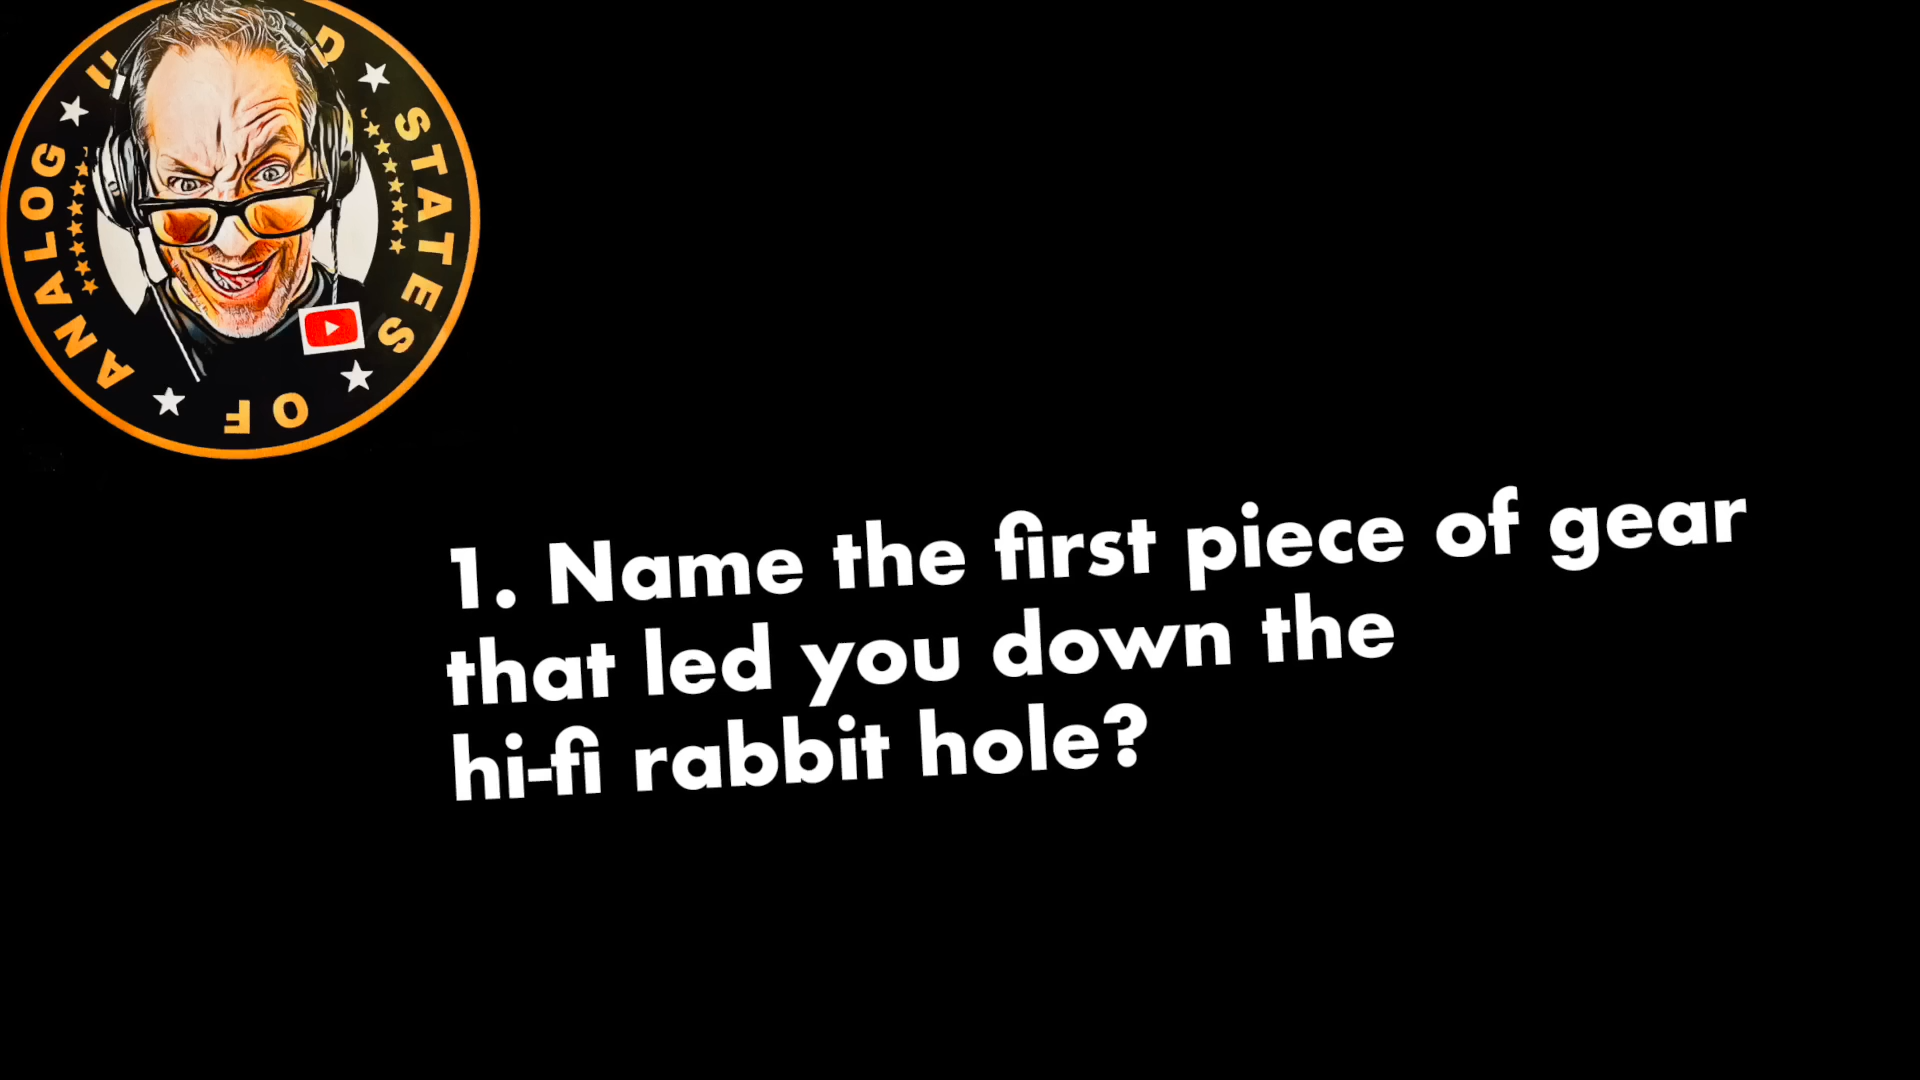 STATES OF ANALOG
1. Name the first piece of gear
that led you down the
hi-fi rabbit hole?